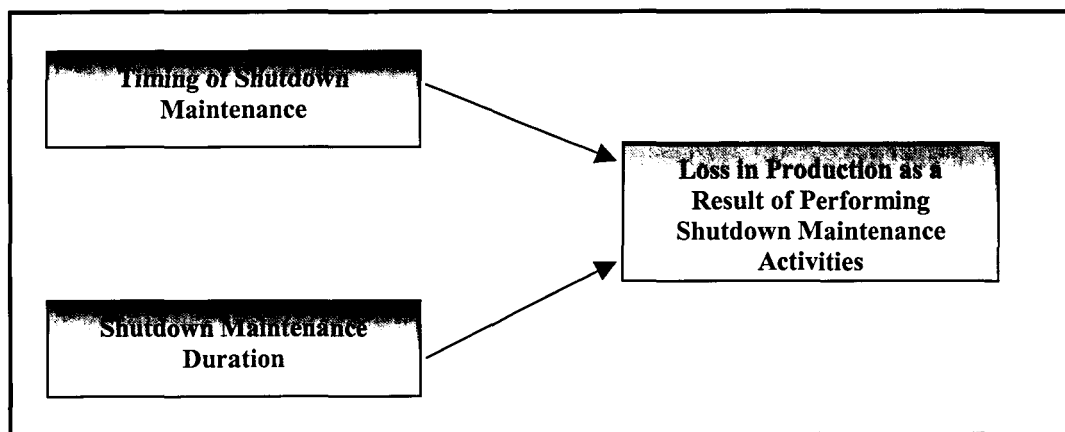 Timing of Shutdown
Maintenance
Loss in Production as a
Result of Performing
Shutdown Maintenance
Activities
Shutdown Maintenance
Duration